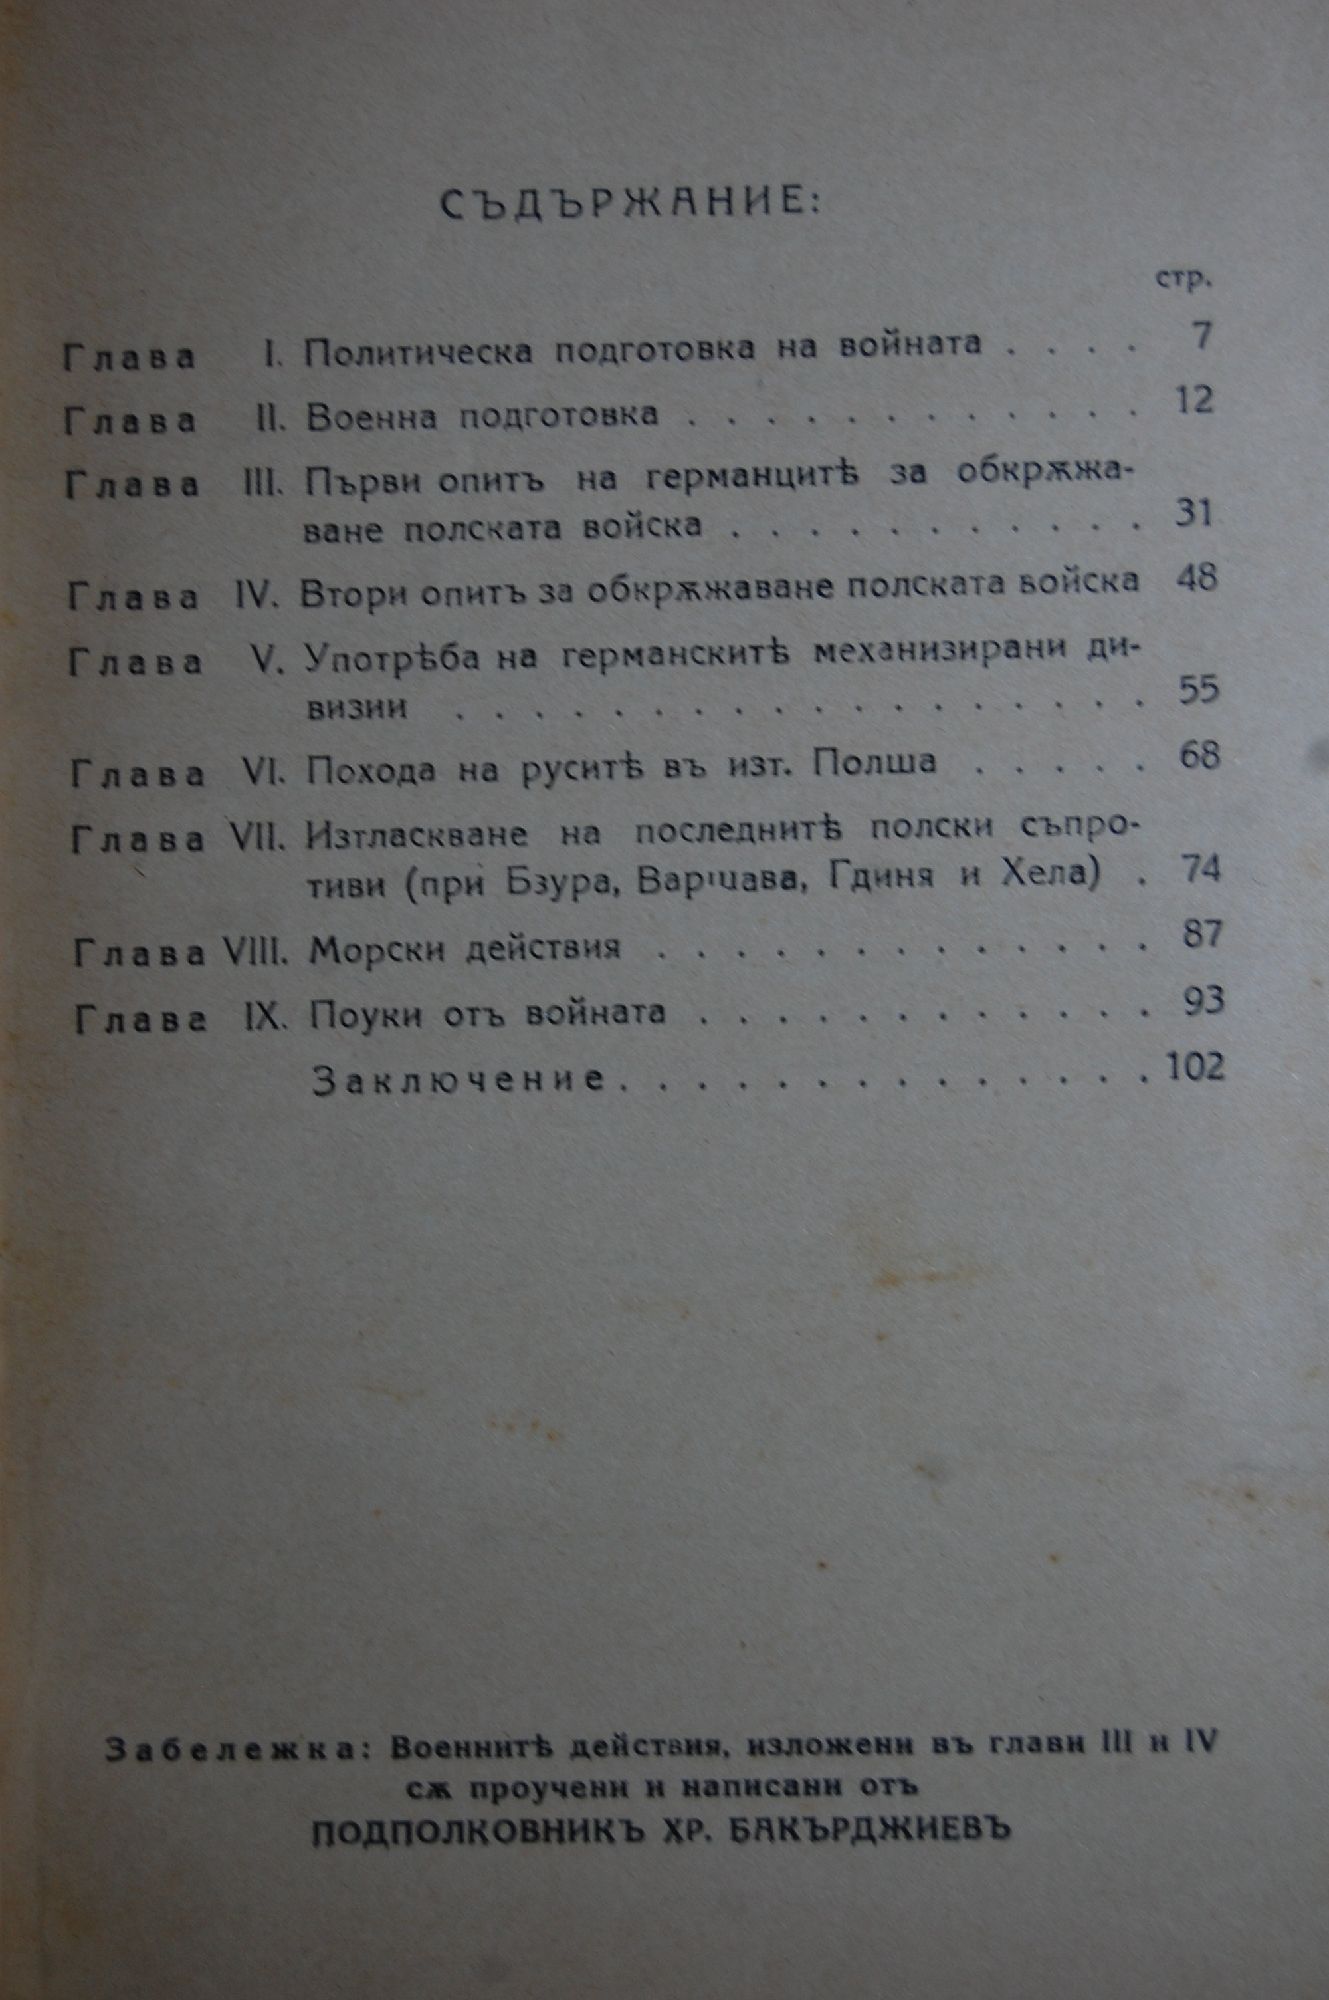 СЪДЪРЖАНИЕ:
стр.
Глава I. Политическа подготовка на войната . . . . 7
Глава II. Военна подготовка . . . . . . . . . . . . 12
Глава III. Първи опитъ на германцитѣ за обкрѫжа-
ване полската войска . . . . . . . . . . . 31
Глава IV. Втори опитъ за обкрѫжаване полската войска 48
Глава V. Употрѣба на германскитѣ механизирани ди-
визии . . . . . . . . . . . . . . . . . . 55
Глава VI. Похода на руситѣ въ изт. Полша . . . . . 68
Глава VII. Изтласкване на последнитѣ полски съпро-
тиви (при Бзура, Варшава, Гдиня и Хела) . 74
Глава VIII. Морски действия . . . . . . . . . . . . . 87
Глава IX. Поуки отъ войната . . . . . . . . . . . . 93
Заключение . . . . . . . . . . . . . . 102
Забележка: Военнитѣ действия, изложени въ глави III и IV
сѫ проучени и написани отъ
ПОДПОЛКОВНИКЪ ХР. БАКЪРДЖИЕВЪ